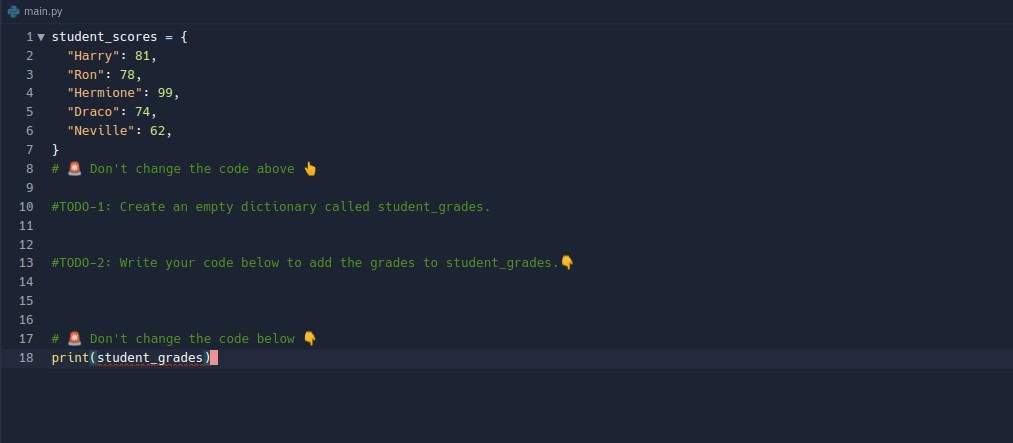 main.py
1 student_scores = {
2 "Harry": 81,
3 "Ron": 78,
4 "Hermione": 99,
5 "Draco": 74,
6 "Neville": 62,
7 }
8 # 🚨 Don't change the code above 👆
9
10 #TODO-1: Create an empty dictionary called student_grades.
11
12
13 #TODO-2: Write your code below to add the grades to student_grades.👇
14
15
16
17 # 🚨 Don't change the code below 👇
18 print(student_grades)